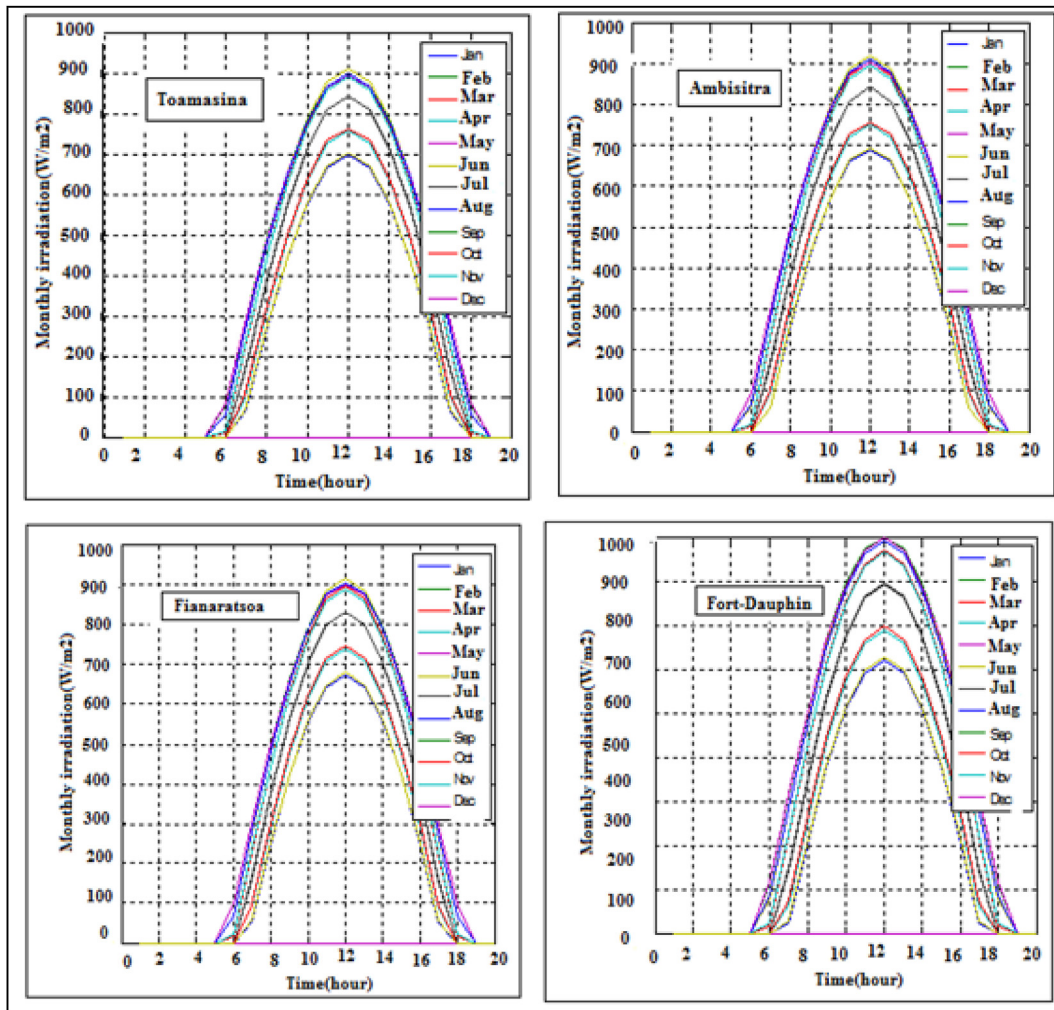 1000
900
800
700
600
500
400
300
200
100
0
Monthly irradiation(W/m2)
Toamasina
Jan
Feb
Mar
Apr
May
Jun
Jul
Aug
Sep
Oct
Nov
Dec
0 2 4 6 8 10 12 14 16 18 20
Time(hour)
1000
900
800
700
600
500
400
300
200
100
0
Monthly irradiation(W/m2)
Ambisitra
Jan
Feb
Mar
Apr
May
Jun
Jul
Aug
Sep
Oct
Nov
Dec
0 2 4 6 8 10 12 14 16 18 20
Time(hour)
1000
900
800
700
600
500
400
300
200
100
0
Monthly irradiation(W/m2)
Fianaratsoa
Jan
Feb
Mar
Apr
May
Jun
Jul
Aug
Sep
Oct
Nov
Dec
0 2 4 6 8 10 12 14 16 18 20
Time(hour)
1000
900
800
700
600
500
400
300
200
100
0
Monthly irradiation(W/m2)
Fort-Dauphin
Jan
Feb
Mar
Apr
May
Jun
Jul
Aug
Sep
Oct
Nov
Dec
0 2 4 6 8 10 12 14 16 18 20
Time(hour)